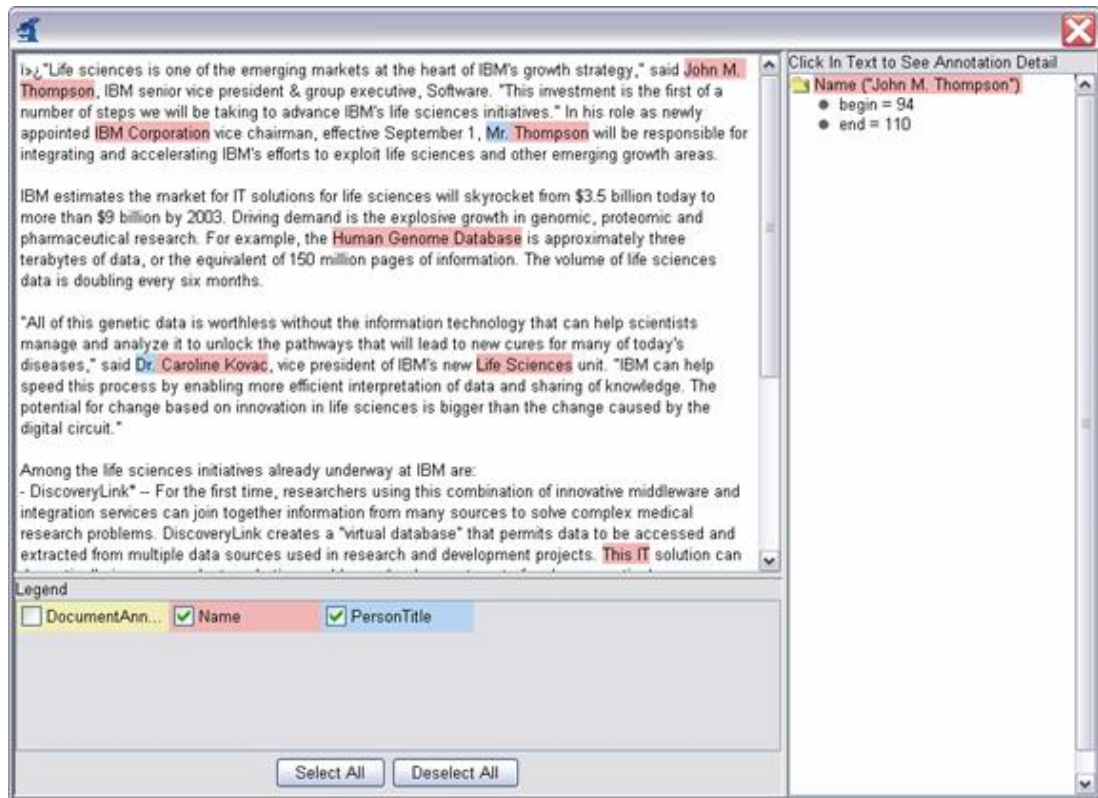 ï»¿"Life sciences is one of the emerging markets at the heart of IBM's growth strategy," said John M.
Thompson, IBM senior vice president & group executive, Software. "This investment is the first of a
number of steps we will be taking to advance IBM's life sciences initiatives." In his role as newly
appointed IBM Corporation vice chairman, effective September 1, Mr. Thompson will be responsible for
integrating and accelerating IBM's efforts to exploit life sciences and other emerging growth areas.
IBM estimates the market for IT solutions for life sciences will skyrocket from $3.5 billion today to
more than $9 billion by 2003. Driving demand is the explosive growth in genomic, proteomic and
pharmaceutical research. For example, the Human Genome Database is approximately three
terabytes of data, or the equivalent of 150 million pages of information. The volume of life sciences
data is doubling every six months.
"All of this genetic data is worthless without the information technology that can help scientists
manage and analyze it to unlock the pathways that will lead to new cures for many of today's
diseases," said Dr. Caroline Kovac, vice president of IBM's new Life Sciences unit. "IBM can help
speed this process by enabling more efficient interpretation of data and sharing of knowledge. The
potential for change based on innovation in life sciences is bigger than the change caused by the
digital circuit."
Among the life sciences initiatives already underway at IBM are:
- DiscoveryLink* -- For the first time, researchers using this combination of innovative middleware and
integration services can join together information from many sources to solve complex medical
research problems. DiscoveryLink creates a "virtual database" that permits data to be accessed and
extracted from multiple data sources used in research and development projects. This IT solution can
Click In Text to See Annotation Detail
Name ("John M. Thompson")
begin = 94
end = 110
Legend
DocumentAnn... Name PersonTitle
Select All Deselect All